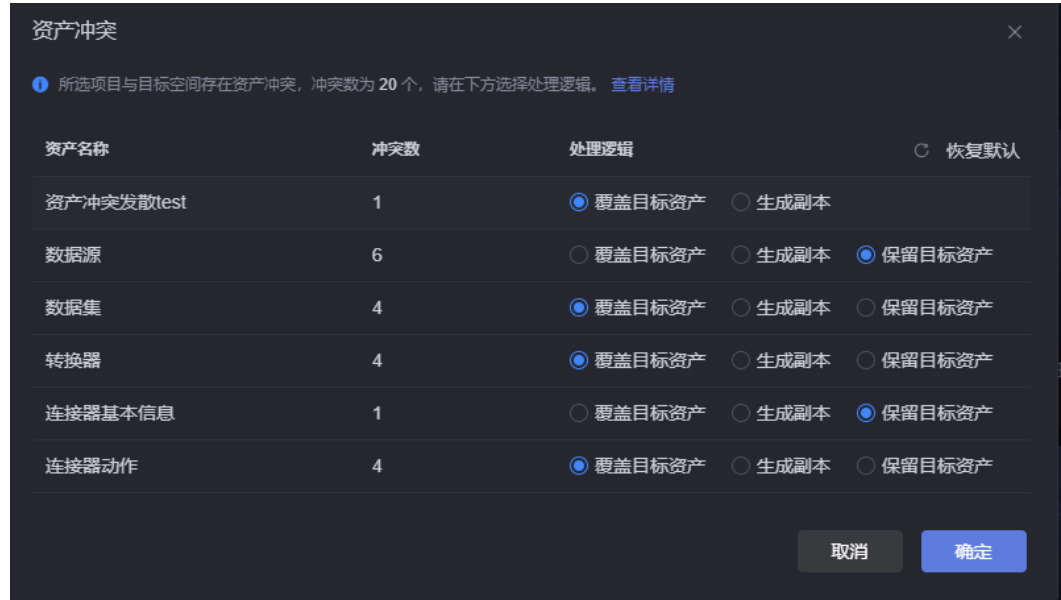 资产冲突
所选项目与目标空间存在资产冲突，冲突数为 20 个，请在下方选择处理逻辑。 查看详情
资产名称 冲突数 处理逻辑 恢复默认
资产冲突发散test 1 覆盖目标资产 生成副本
数据源 6 覆盖目标资产 生成副本 保留目标资产
数据集 4 覆盖目标资产 生成副本 保留目标资产
转换器 4 覆盖目标资产 生成副本 保留目标资产
连接器基本信息 1 覆盖目标资产 生成副本 保留目标资产
连接器动作 4 覆盖目标资产 生成副本 保留目标资产
取消 确定